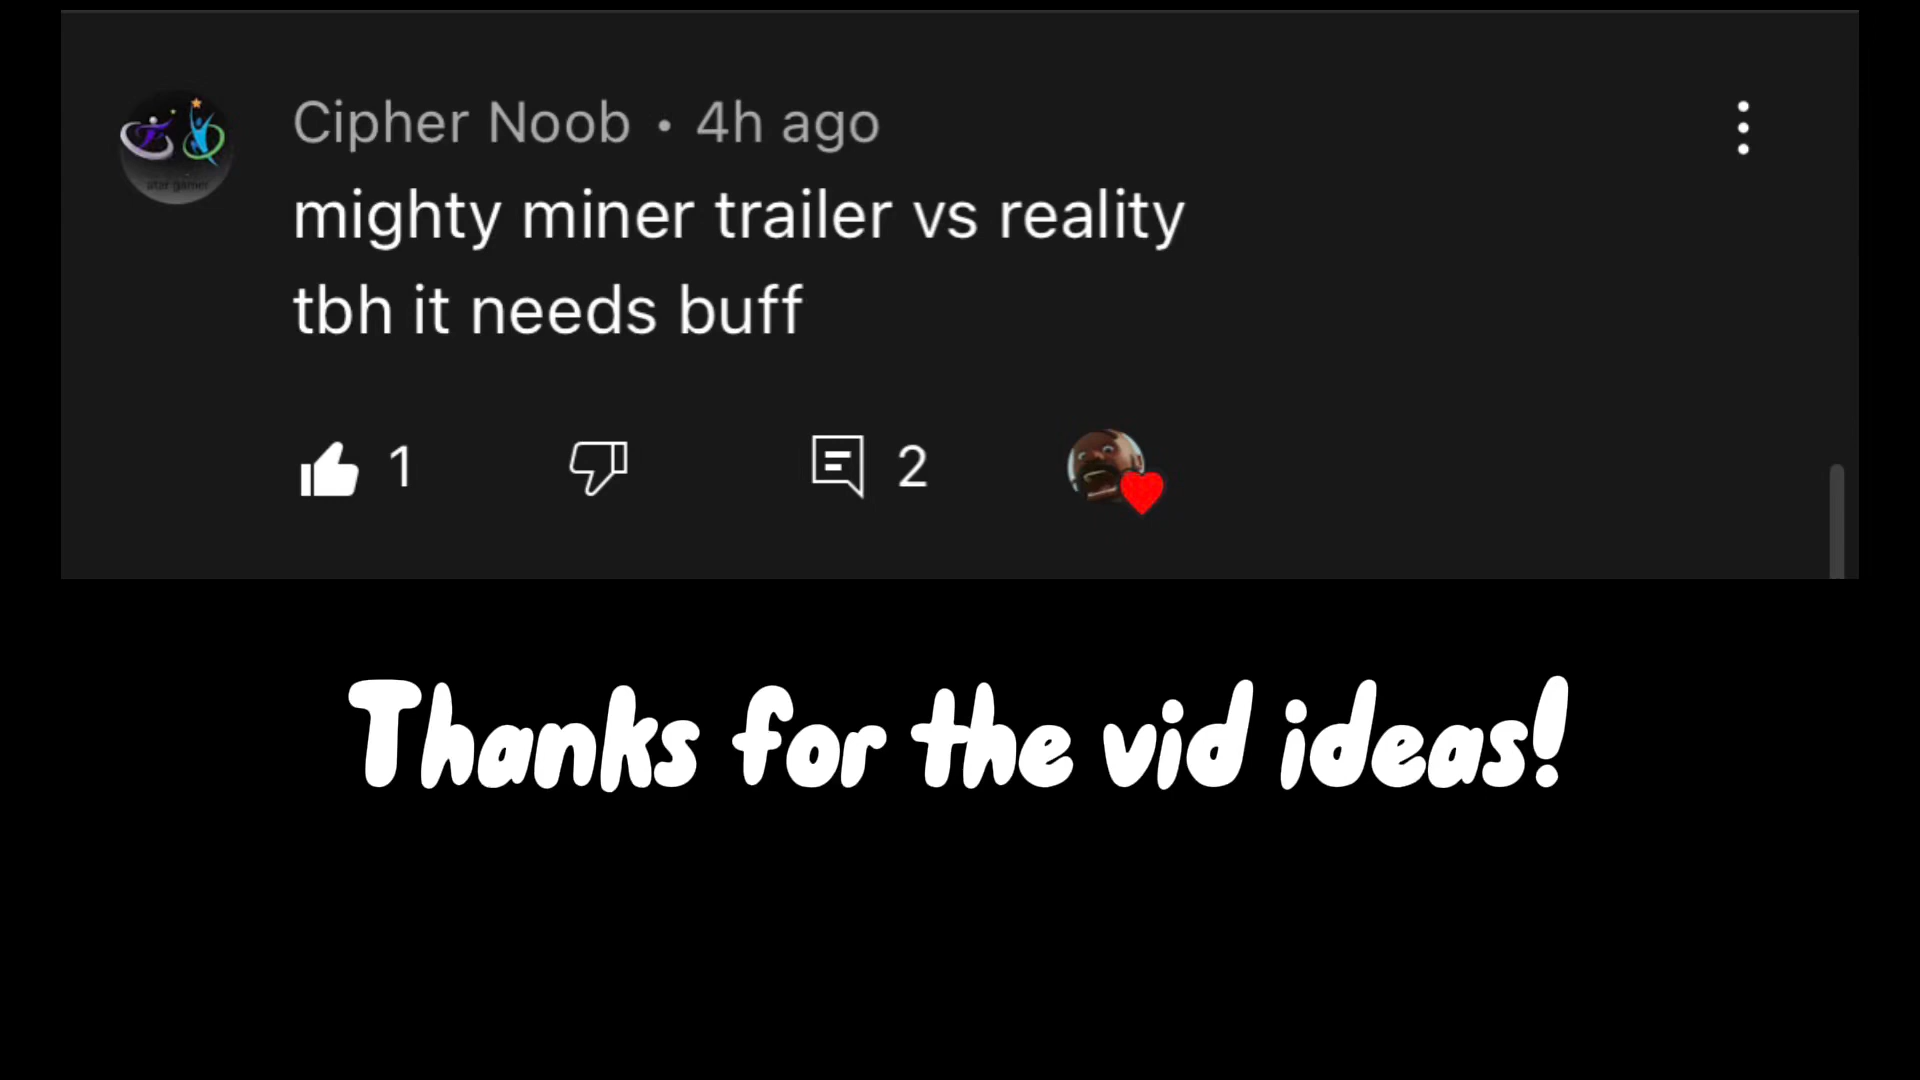 Cipher Noob • 4h ago
mighty miner trailer vs reality
tbh it needs buff
1
2
Thanks for the vid ideas!